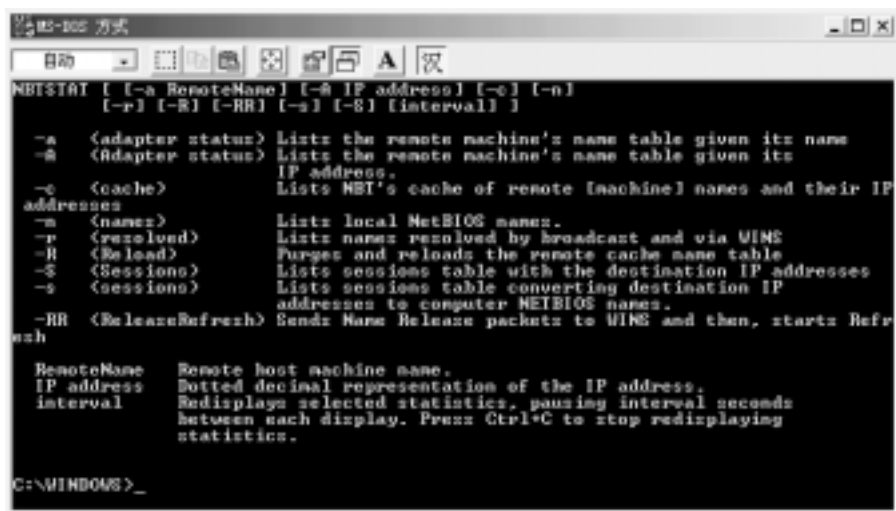 MS-DOS 方式
自动
A 汉
NBTSTAT [ [-a RemoteName] [-A IP address] [-c] [-n]
[-r] [-R] [-RR] [-s] [-S] [interval] ]
-a (adapter status) Lists the remote machine's name table given its name
-A (Adapter status) Lists the remote machine's name table given its
IP address.
-c (cache) Lists NBT's cache of remote [machine] names and their IP
addresses
-n (names) Lists local NetBIOS names.
-r (resolved) Lists names resolved by broadcast and via WINS
-R (Reload) Purges and reloads the remote cache name table
-S (Sessions) Lists sessions table with the destination IP addresses
-s (sessions) Lists sessions table converting destination IP
addresses to computer NETBIOS names.
-RR (ReleaseRefresh) Sends Name Release packets to WINS and then, starts Refr
esh
RemoteName Remote host machine name.
IP address Dotted decimal representation of the IP address.
interval Redisplays selected statistics, pausing interval seconds
between each display. Press Ctrl+C to stop redisplaying
statistics.
C:\WINDOWS>_